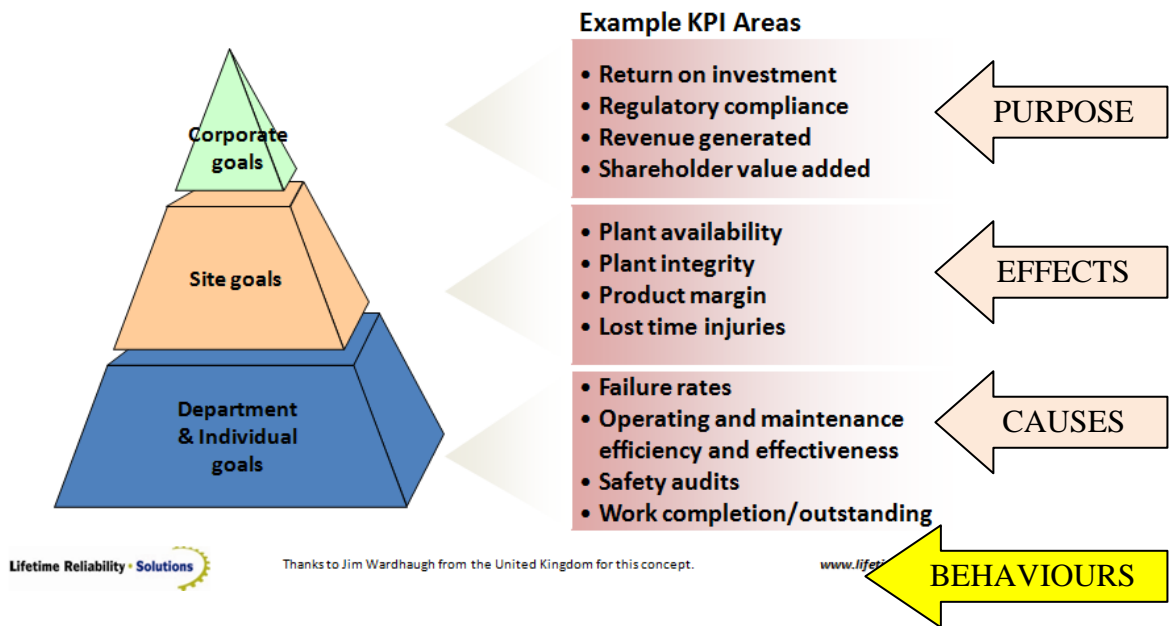 Example KPI Areas
Corporate
goals
• Return on investment
• Regulatory compliance
• Revenue generated
• Shareholder value added
PURPOSE
Site goals
• Plant availability
• Plant integrity
• Product margin
• Lost time injuries
EFFECTS
Department
& Individual
goals
• Failure rates
• Operating and maintenance
efficiency and effectiveness
• Safety audits
• Work completion/outstanding
CAUSES
Lifetime Reliability • Solutions
Thanks to Jim Wardhaugh from the United Kingdom for this concept.
BEHAVIOURS